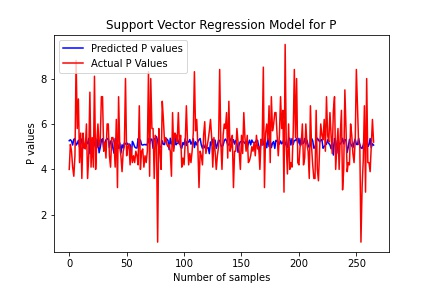 Support Vector Regression Model for P
Predicted P values
Actual P Values
8
6
4
2
P values
0
50
100
150
200
250
Number of samples